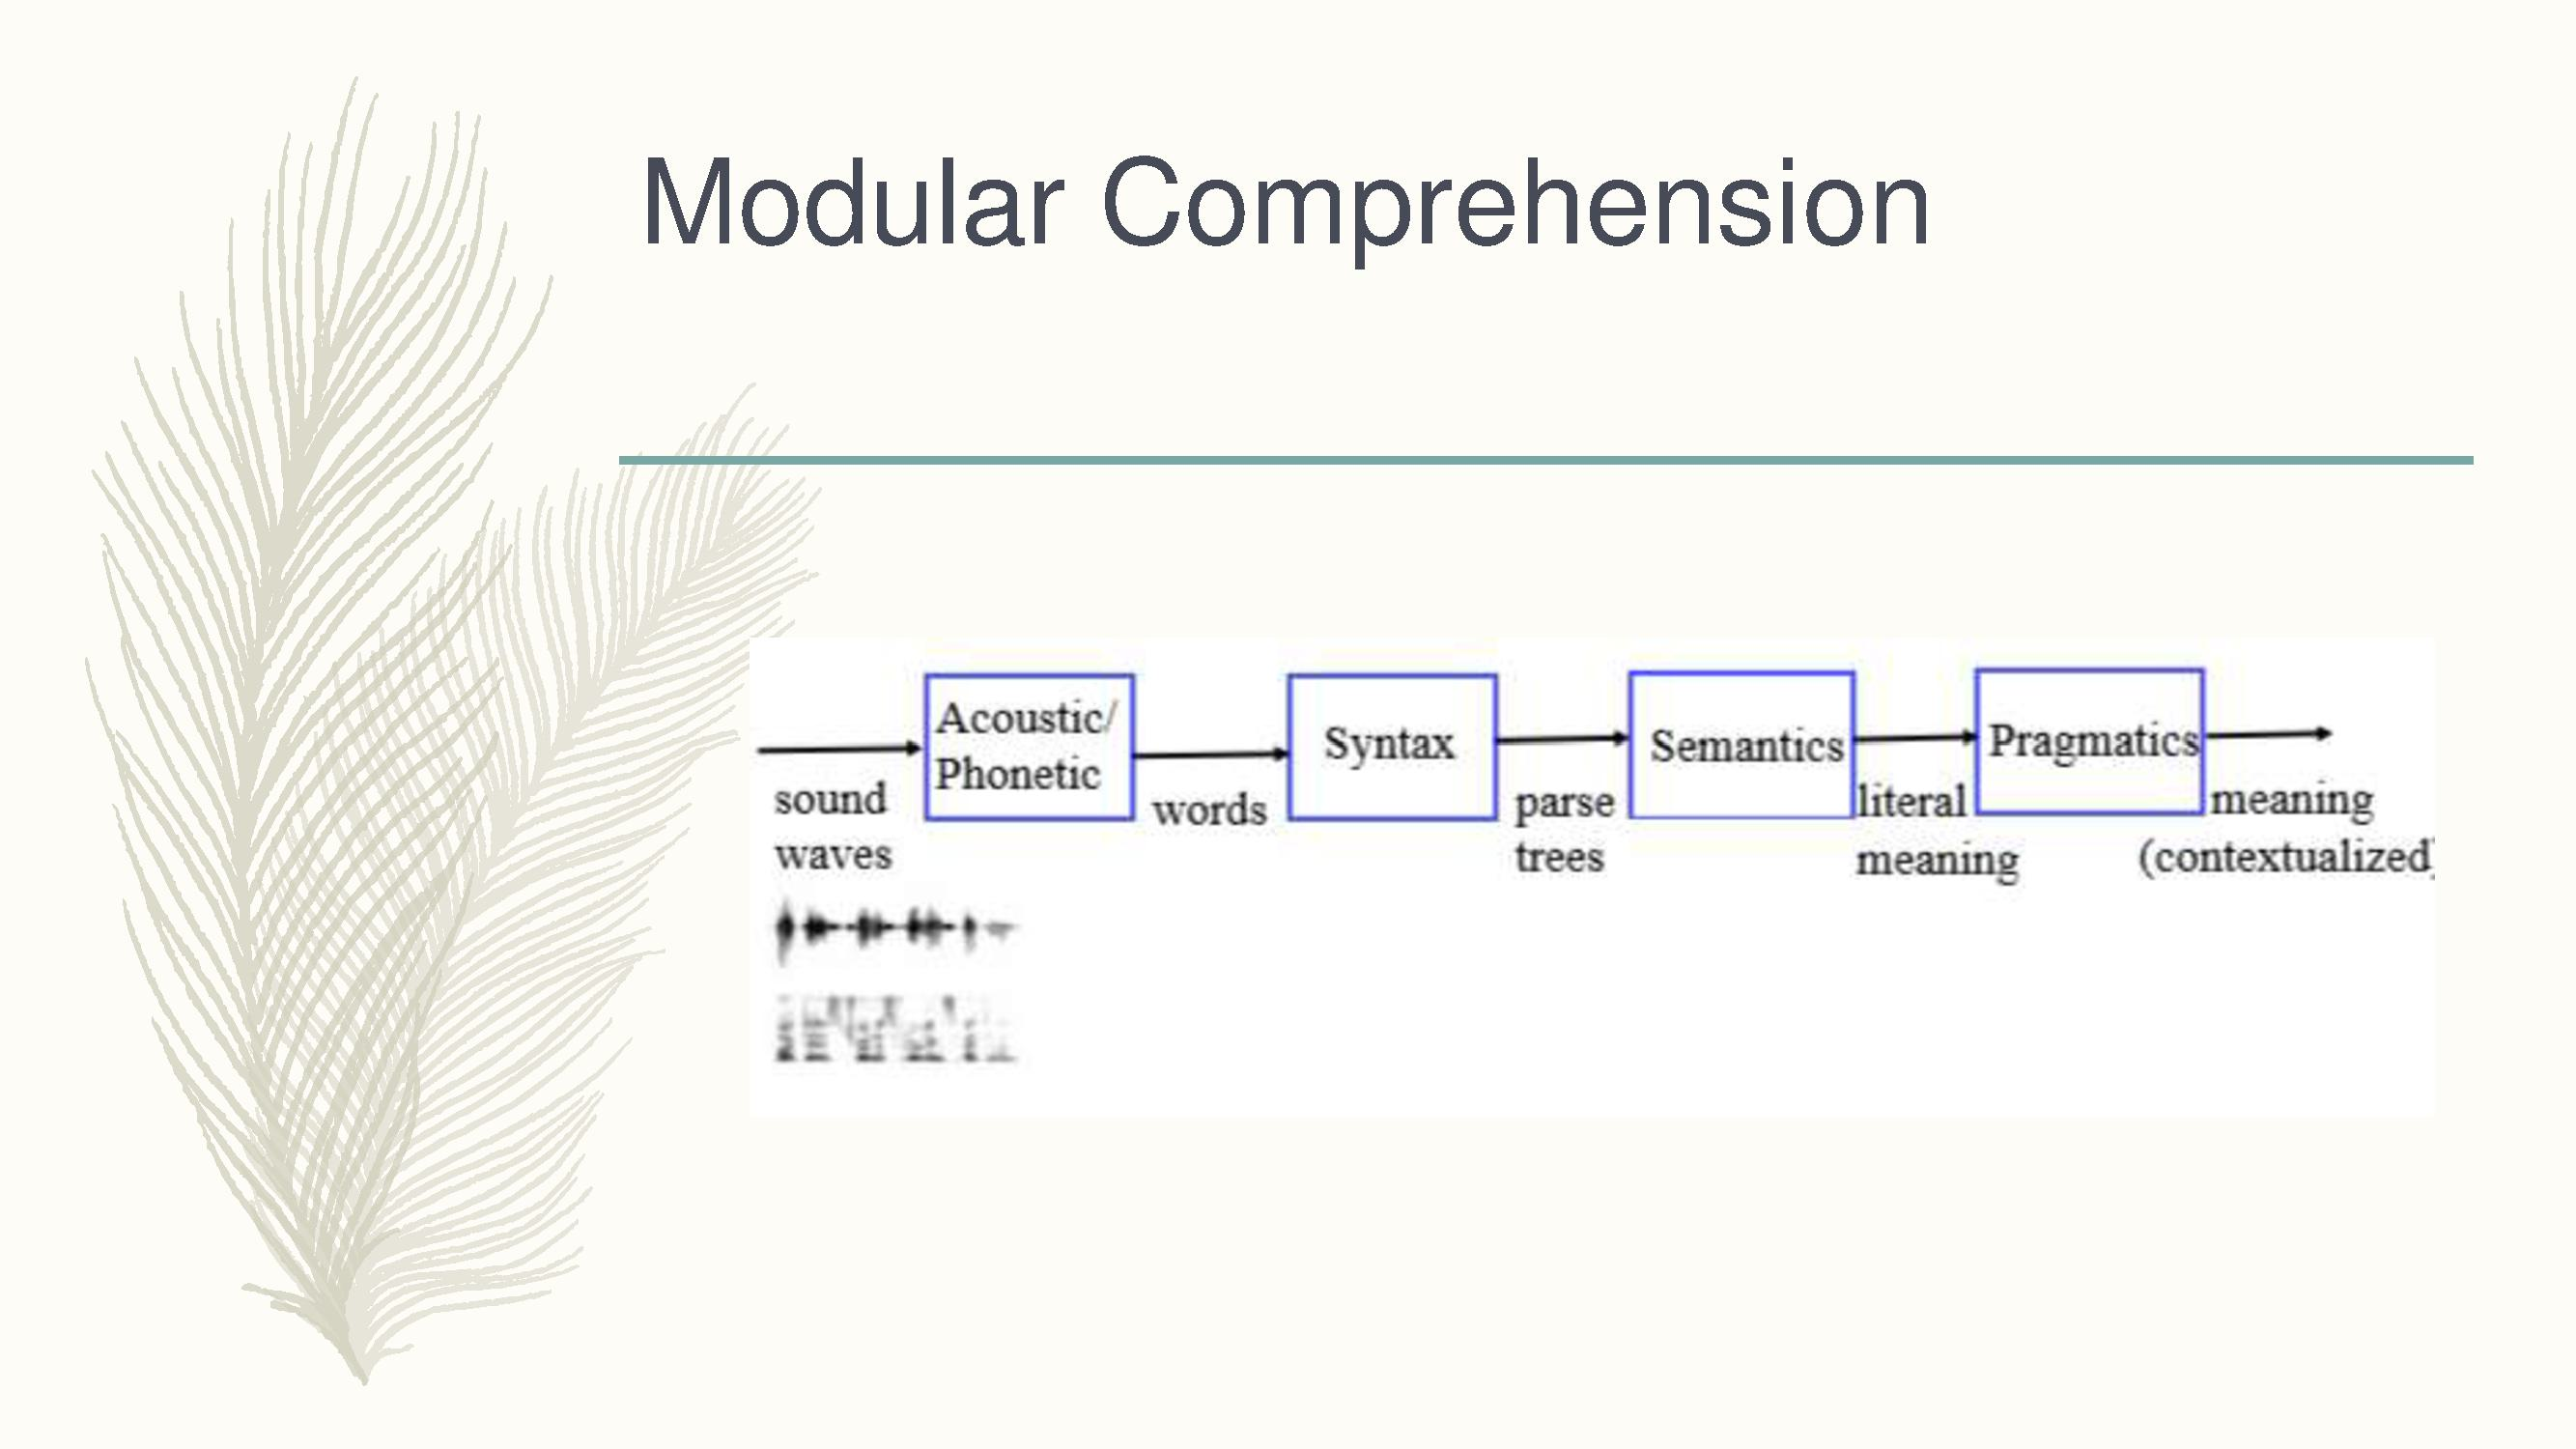 Modular Comprehension
Acoustic/
Phonetic
Syntax
Semantics
Pragmatics
sound
waves
words
parse
trees
literal
meaning
meaning
(contextualized)